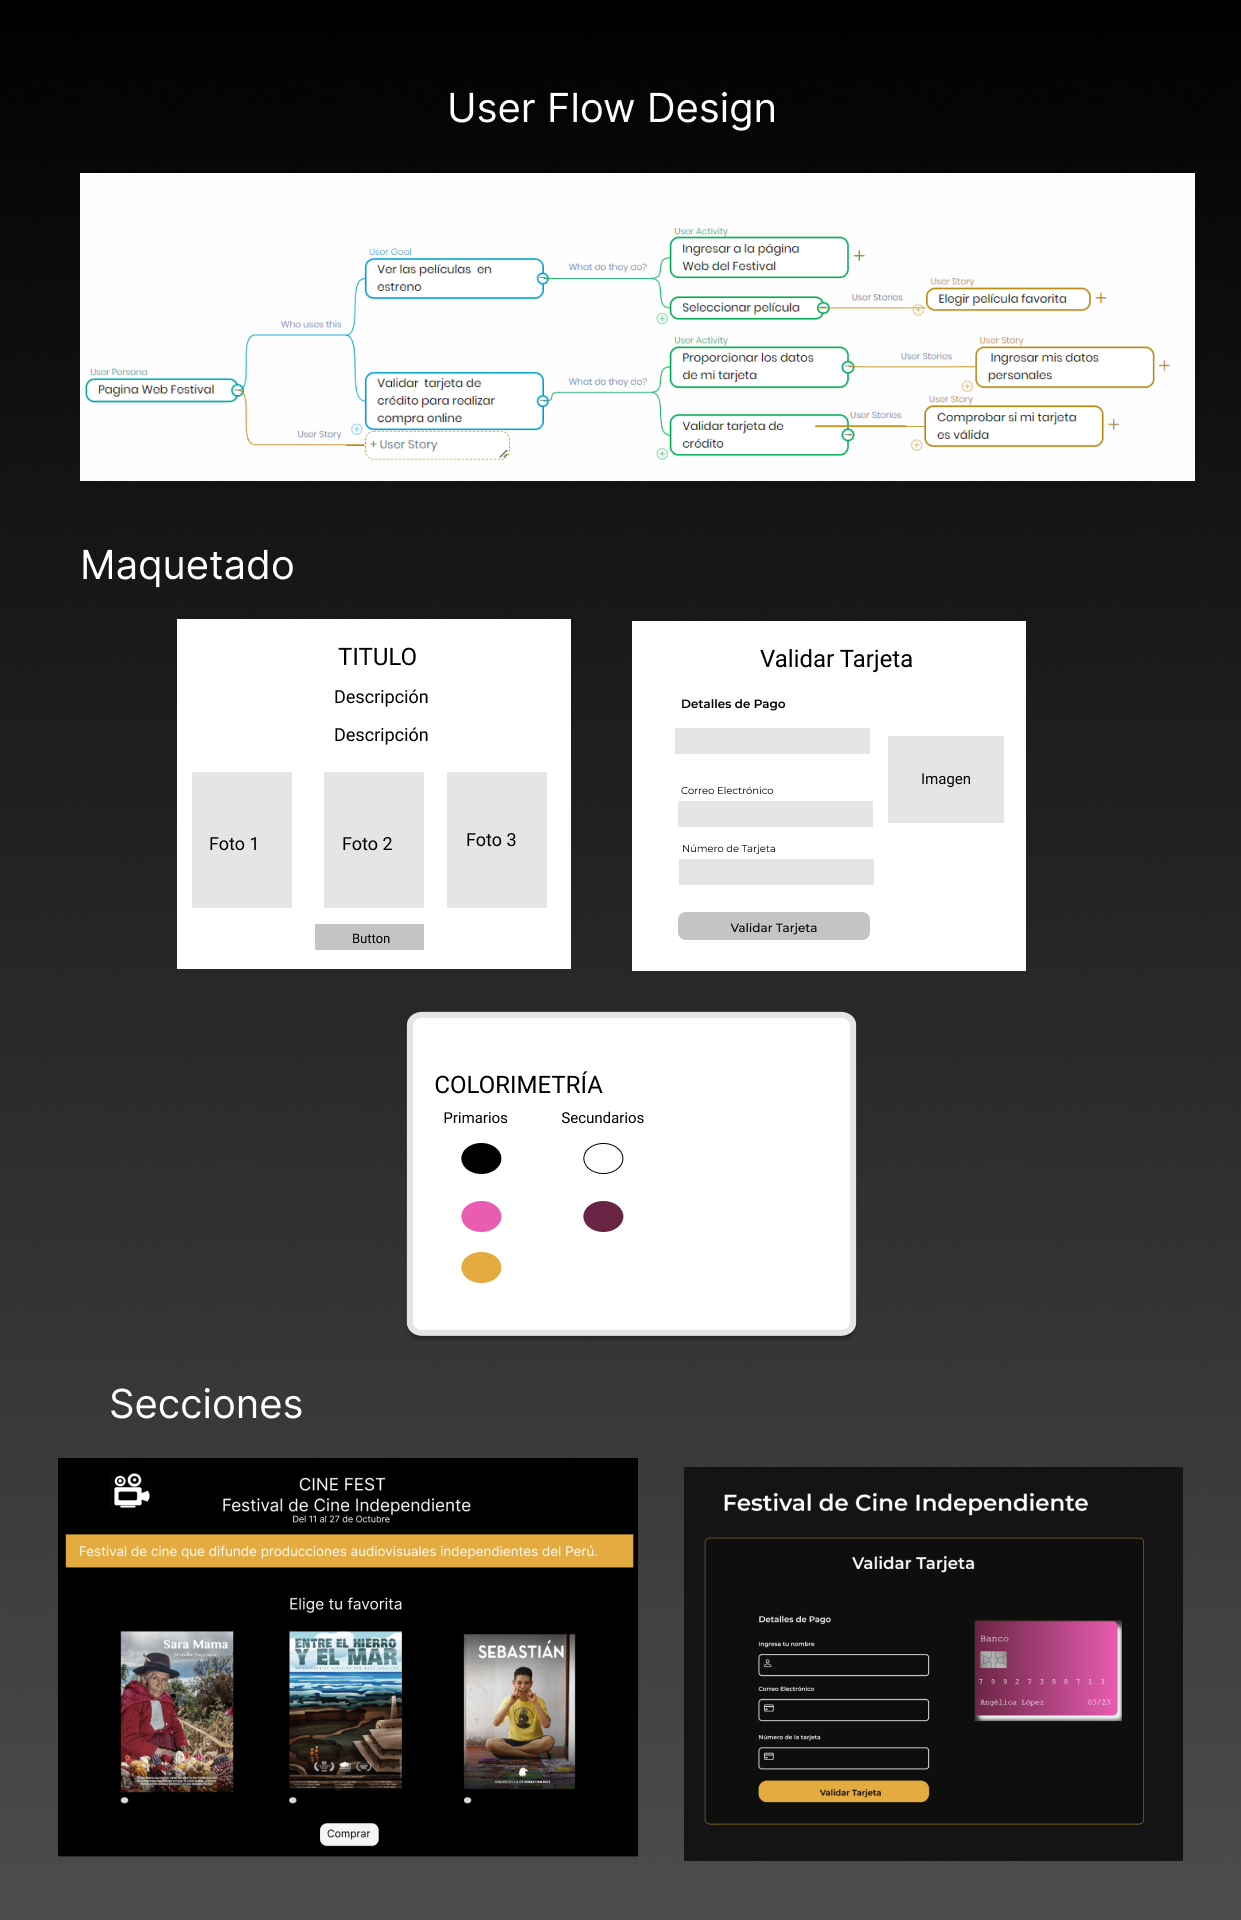 User Flow Design
User Persona
Pagina Web Festival
Who uses this
User Story
User Goal
Ver las películas en
estreno
Validar tarjeta de
crédito para realizar
compra online
+ User Story
What do they do?
What do they do?
User Activity
Ingresar a la página
Web del Festival
Seleccionar película
User Stories
User Story
Elegir película favorita
User Activity
Proporcionar los datos
de mi tarjeta
User Stories
User Story
Ingresar mis datos
personales
Validar tarjeta de
crédito
User Stories
User Story
Comprobar si mi tarjeta
es válida
Maquetado
TITULO
Descripción
Descripción
Foto 1
Foto 2
Foto 3
Button
Validar Tarjeta
Detalles de Pago
Correo Electrónico
Número de Tarjeta
Validar Tarjeta
Imagen
COLORIMETRÍA
Primarios
Secundarios
Secciones
CINE FEST
Festival de Cine Independiente
Del 11 al 27 de Octubre
Festival de cine que difunde producciones audiovisuales independientes del Perú.
Elige tu favorita
Sara Mama
ENTRE EL HIERRO
Y EL MAR
SEBASTIÁN
Comprar
Festival de Cine Independiente
Validar Tarjeta
Detalles de Pago
Ingresa tu nombre
Correo Electrónico
Número de la tarjeta
Validar Tarjeta
Banco
7 9 9 2 7 3 9 8 7 1 3
Angélica López
03/23